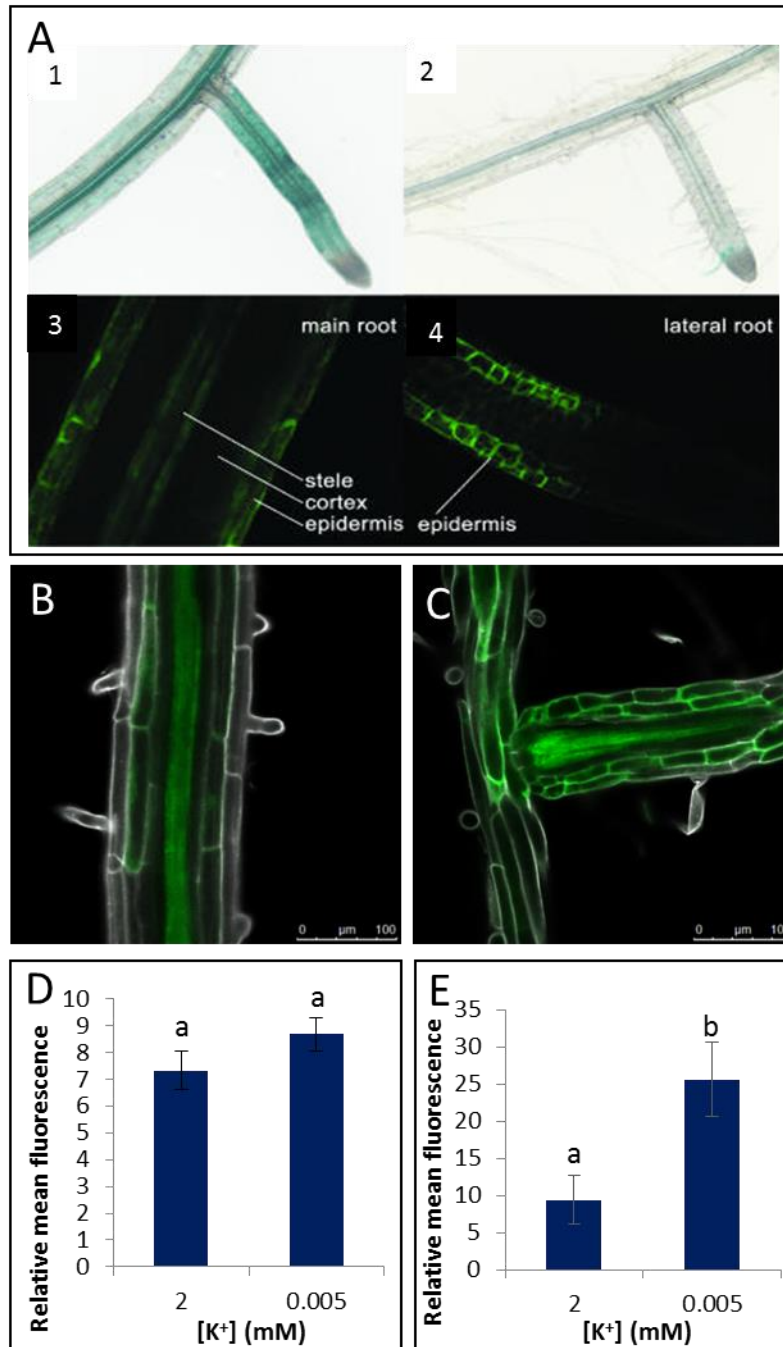 A
1
2
3
main root
4
lateral root
stele
cortex
epidermis
epidermis
B
0 µm 100
C
0 µm 10
D
Relative mean fluorescence
10
9
8
7
6
5
4
3
2
1
0
a
a
2
0.005
[K⁺] (mM)
E
Relative mean fluorescence
35
30
25
20
15
10
5
0
a
b
2
0.005
[K⁺] (mM)